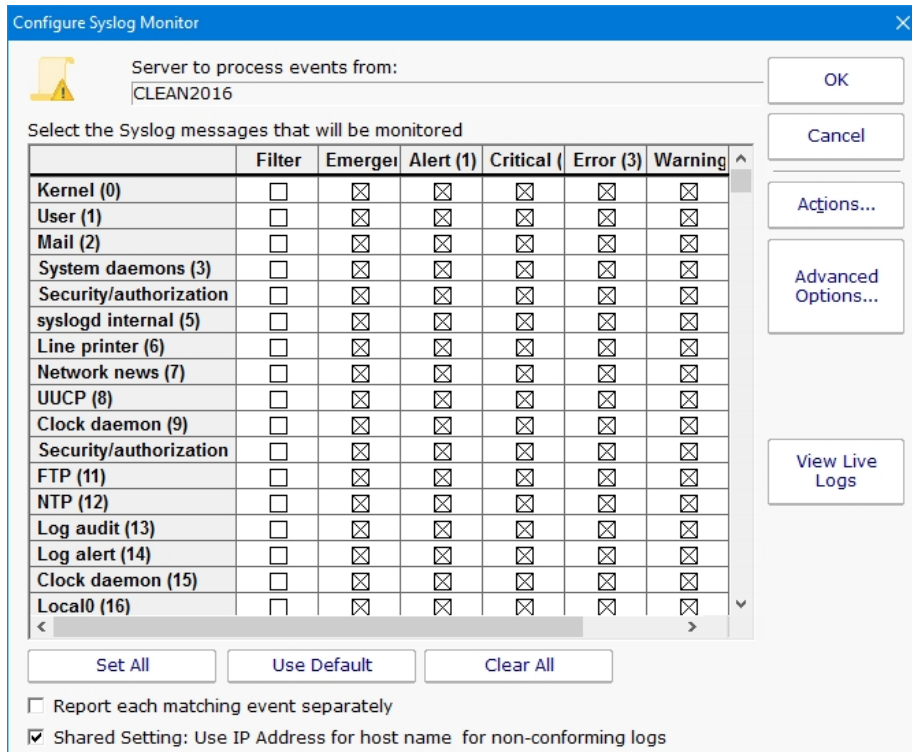 Configure Syslog Monitor
Server to process events from:
CLEAN2016
OK
Cancel
Actions...
Advanced
Options...
View Live
Logs
Select the Syslog messages that will be monitored
Filter Emerger Alert (1) Critical ( Error (3) Warning
Kernel (0)
User (1)
Mail (2)
System daemons (3)
Security/authorization
syslogd internal (5)
Line printer (6)
Network news (7)
UUCP (8)
Clock daemon (9)
Security/authorization
FTP (11)
NTP (12)
Log audit (13)
Log alert (14)
Clock daemon (15)
Local0 (16)
Set All Use Default Clear All
Report each matching event separately
Shared Setting: Use IP Address for host name for non-conforming logs